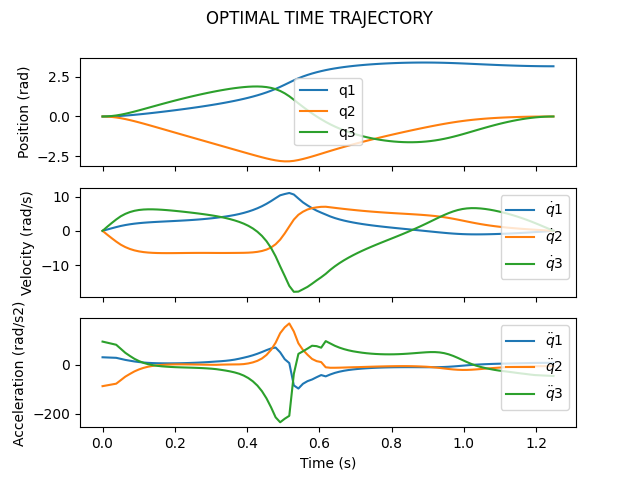 OPTIMAL TIME TRAJECTORY
Position (rad)
2.5
0.0
−2.5
q1
q2
q3
Velocity (rad/s)
10
0
−10
q̇1
q̇2
q̇3
Acceleration (rad/s2)
0
−200
q̈1
q̈2
q̈3
0.0 0.2 0.4 0.6 0.8 1.0 1.2
Time (s)